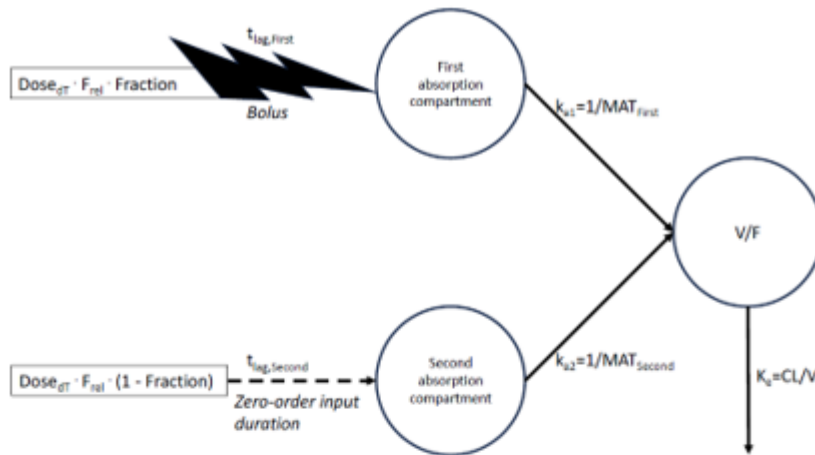 t_lag,First
Dose_dT · F_rel · Fraction
Bolus
First
absorption
compartment
k_a1=1/MAT_First
V/F
t_lag,Second
Dose_dT · F_rel · (1 - Fraction)
Zero-order input
duration
Second
absorption
compartment
k_a2=1/MAT_Second
K_e=CL/V